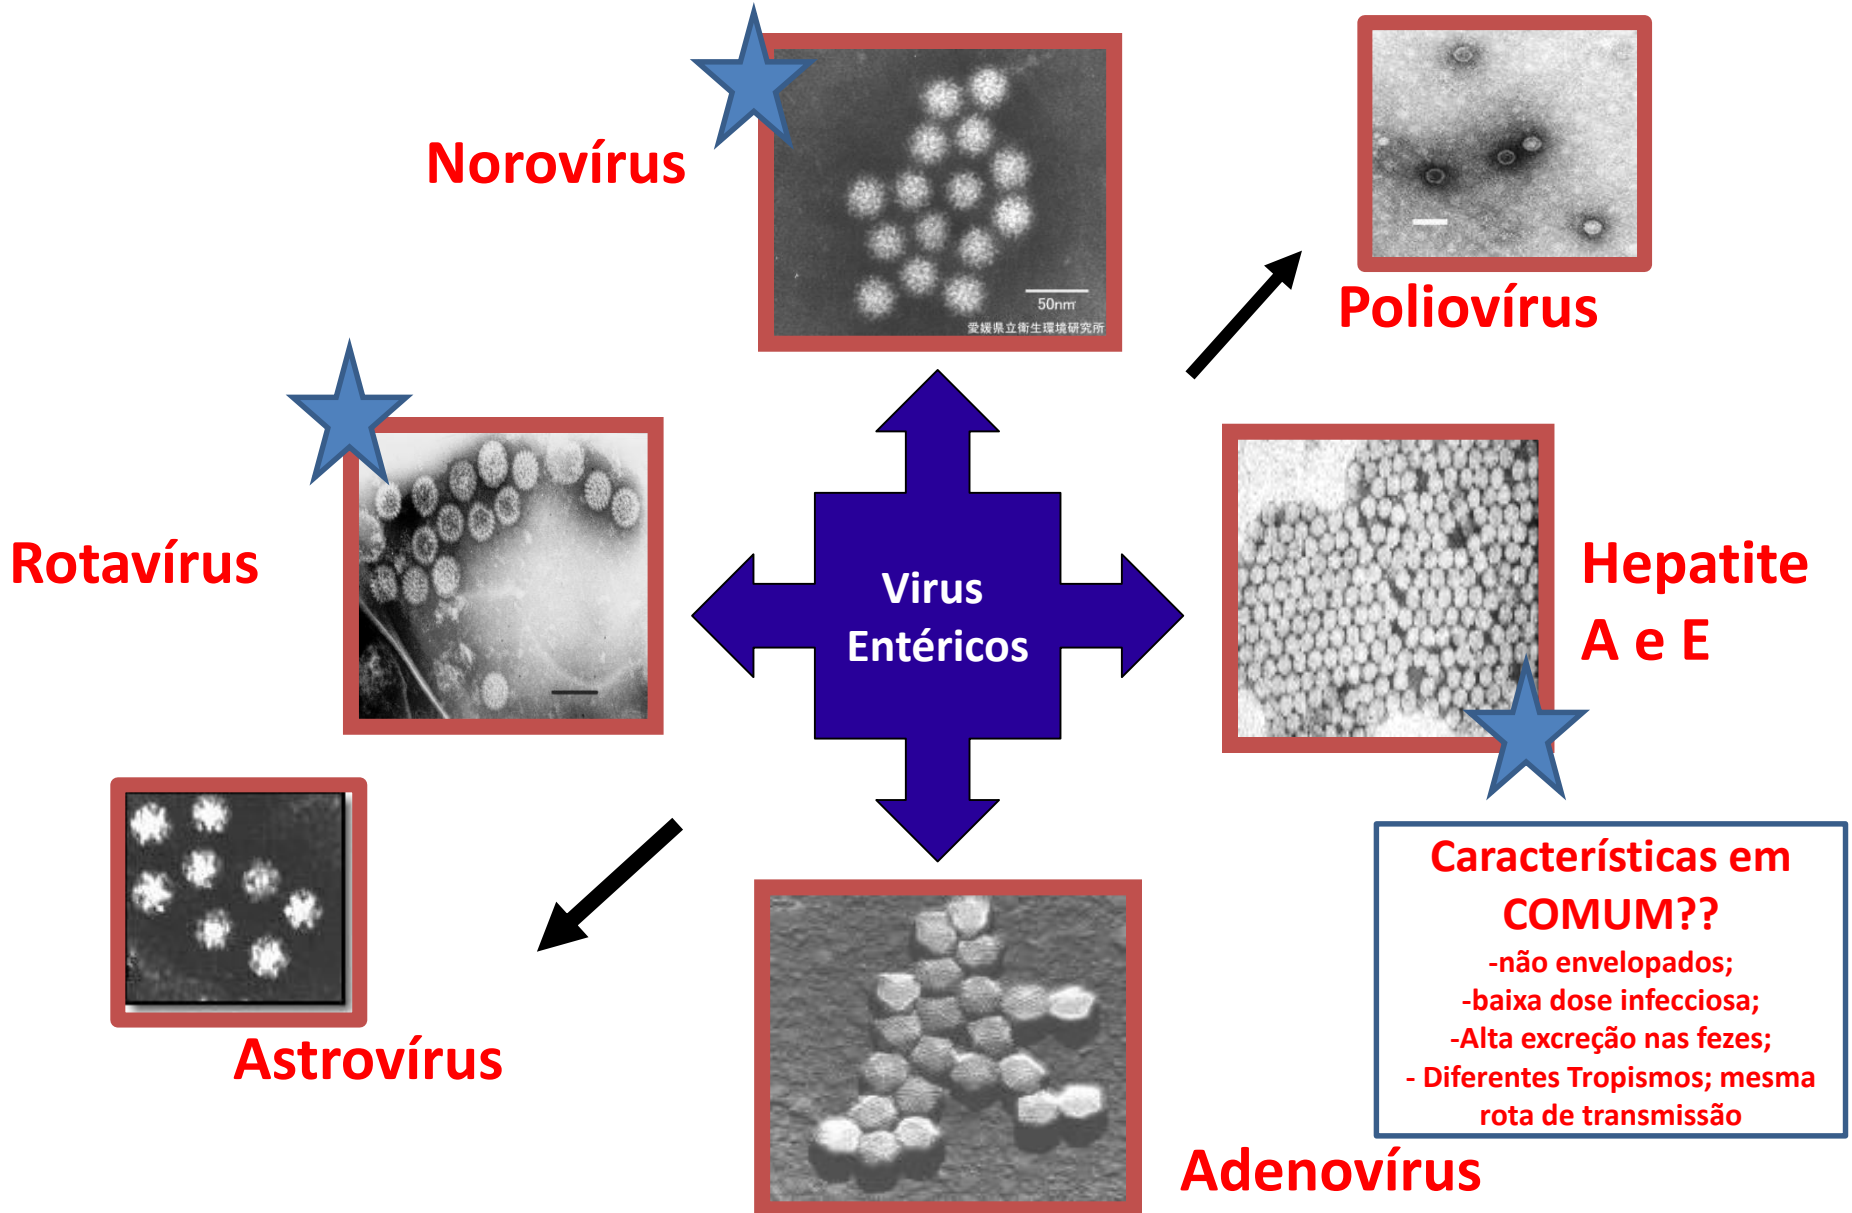 Norovírus
50nm
愛媛県立衛生環境研究所
Poliovírus
Rotavírus
Virus
Entéricos
Hepatite
A e E
Astrovírus
Adenovírus
Características em
COMUM??
-não envelopados;
-baixa dose infecciosa;
-Alta excreção nas fezes;
- Diferentes Tropismos; mesma
rota de transmissão